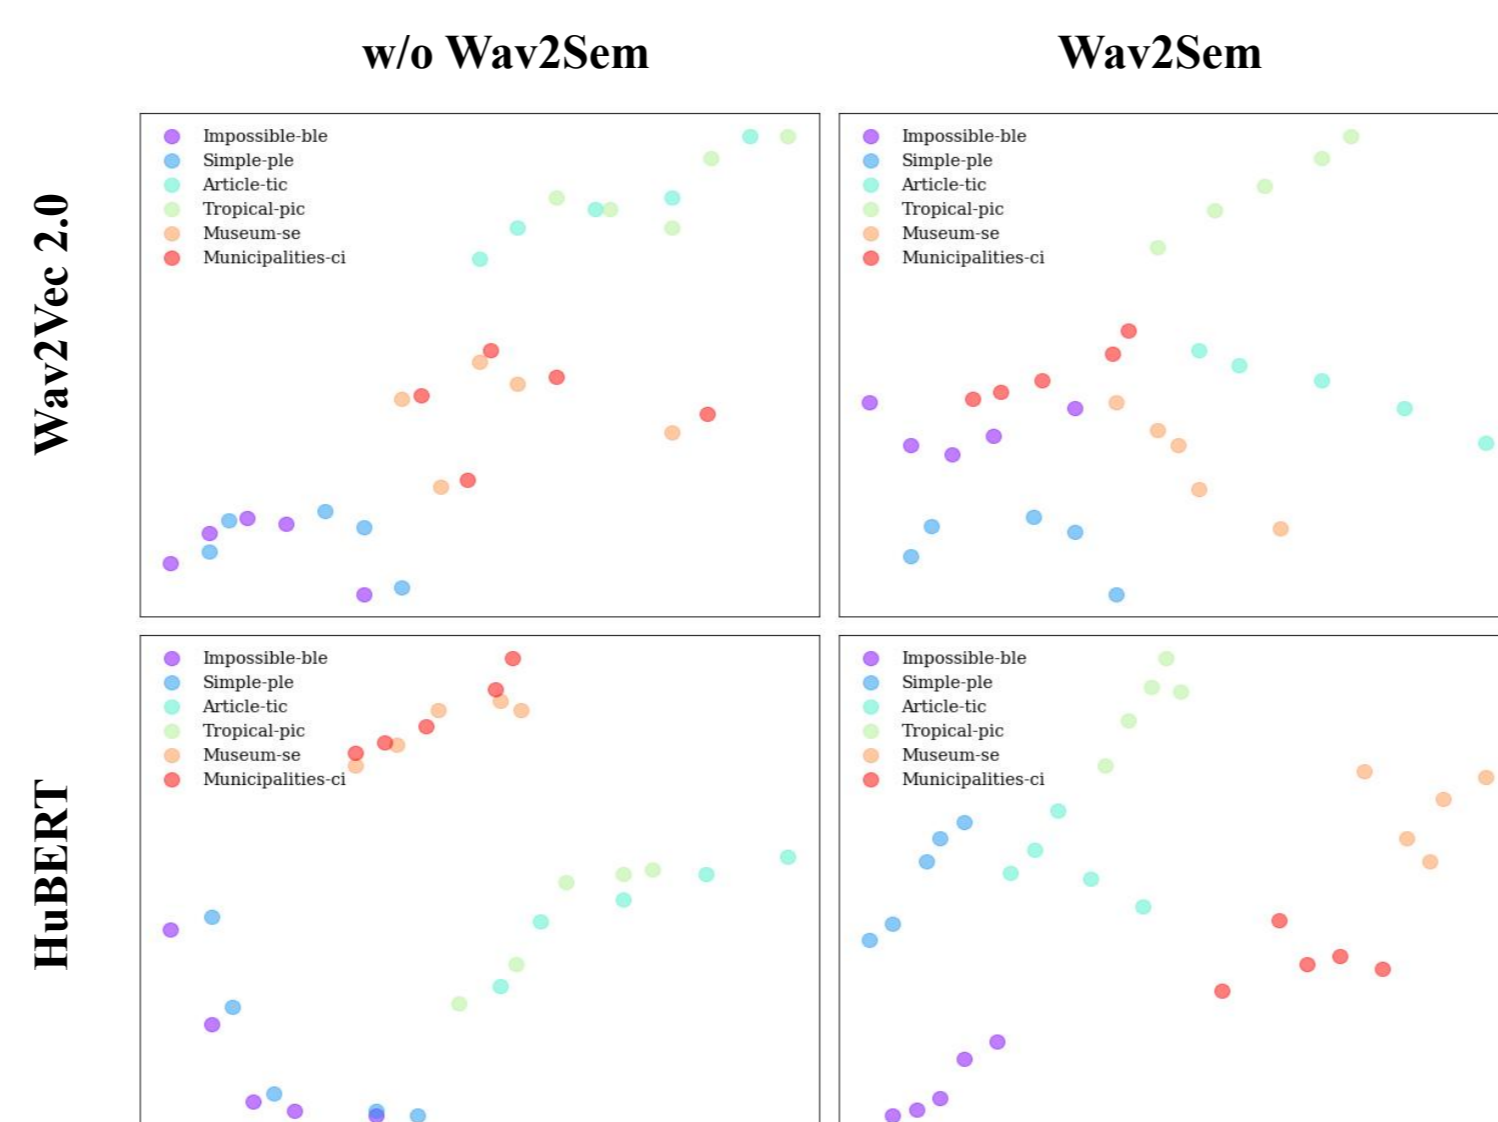 w/o Wav2Sem
Wav2Sem
Wav2Vec 2.0
Impossible-ble
Simple-ple
Article-tic
Tropical-pic
Museum-se
Municipalities-ci
Impossible-ble
Simple-ple
Article-tic
Tropical-pic
Museum-se
Municipalities-ci
HuBERT
Impossible-ble
Simple-ple
Article-tic
Tropical-pic
Museum-se
Municipalities-ci
Impossible-ble
Simple-ple
Article-tic
Tropical-pic
Museum-se
Municipalities-ci